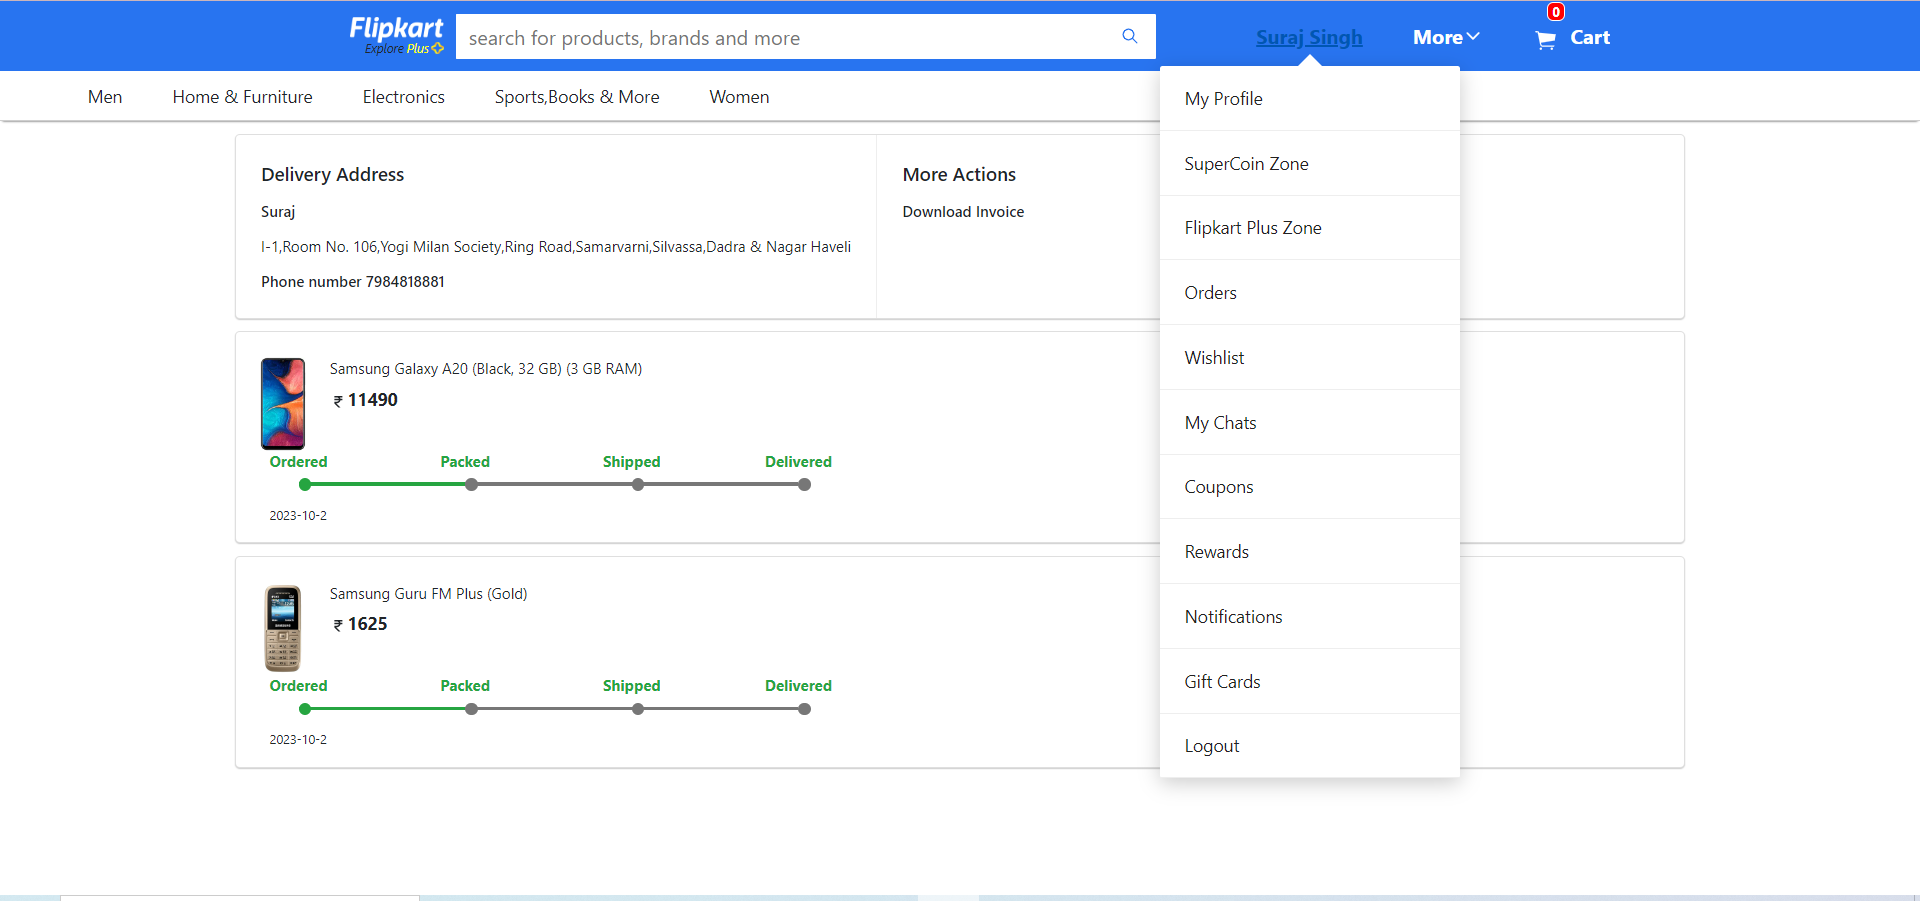 Flipkart
Explore Plus
search for products, brands and more
Suraj Singh
More
0
Cart
Men
Home & Furniture
Electronics
Sports,Books & More
Women
Delivery Address
Suraj
I-1,Room No. 106,Yogi Milan Society,Ring Road,Samarvarni,Silvassa,Dadra & Nagar Haveli
Phone number 7984818881
More Actions
Download Invoice
My Profile
SuperCoin Zone
Flipkart Plus Zone
Orders
Wishlist
My Chats
Coupons
Rewards
Notifications
Gift Cards
Logout
Samsung Galaxy A20 (Black, 32 GB) (3 GB RAM)
₹ 11490
Ordered Packed Shipped Delivered
2023-10-2
Samsung Guru FM Plus (Gold)
₹ 1625
Ordered Packed Shipped Delivered
2023-10-2